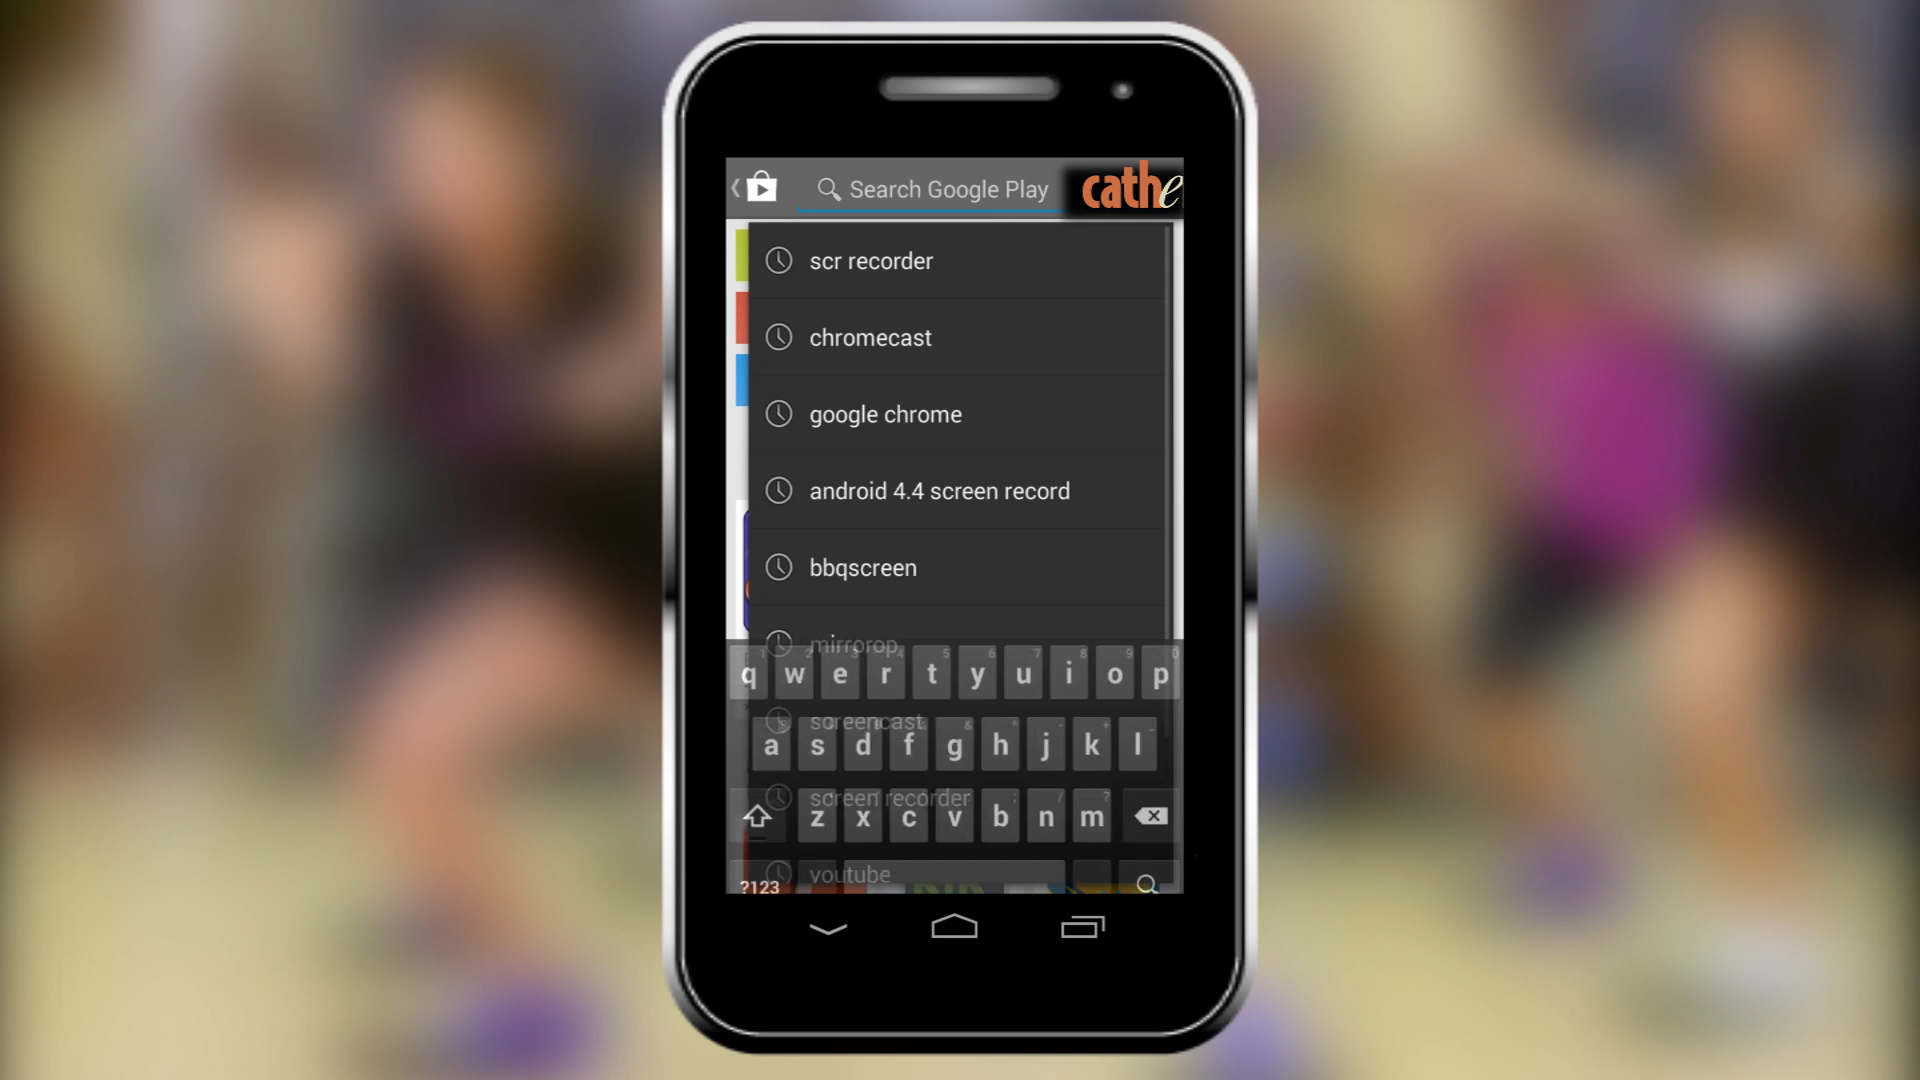 Search Google Play
cathe
scr recorder
chromecast
google chrome
android 4.4 screen record
bbqscreen
mirrorop
q w e r t y u i o p
screencast
a s d f g h j k l
screen recorder
z x c v b n m
youtube
?123